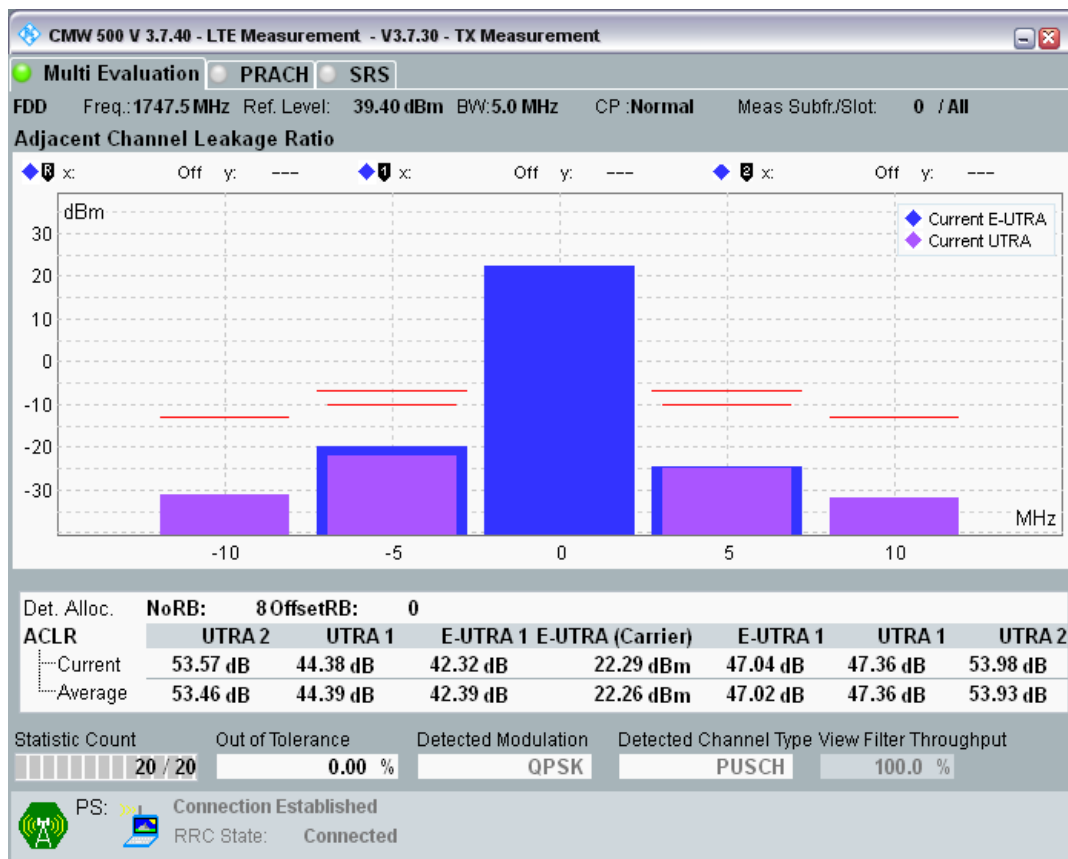 CMW 500 V 3.7.40 - LTE Measurement - V3.7.30 - TX Measurement
Multi Evaluation PRACH SRS
FDD Freq.: 1747.5 MHz Ref. Level: 39.40 dBm BW: 5.0 MHz CP : Normal Meas Subfr./Slot: 0 / All
Adjacent Channel Leakage Ratio
R x: Off y: --- 1 x: Off y: --- 2 x: Off y: ---
dBm
Current E-UTRA
Current UTRA
30
20
10
0
-10
-20
-30
MHz
-10 -5 0 5 10
Det. Alloc. NoRB: 8 OffsetRB: 0
ACLR UTRA 2 UTRA 1 E-UTRA 1 E-UTRA (Carrier) E-UTRA 1 UTRA 1 UTRA 2
Current 53.57 dB 44.38 dB 42.32 dB 22.29 dBm 47.04 dB 47.36 dB 53.98 dB
Average 53.46 dB 44.39 dB 42.39 dB 22.26 dBm 47.02 dB 47.36 dB 53.93 dB
Statistic Count Out of Tolerance Detected Modulation Detected Channel Type View Filter Throughput
20 / 20 0.00 % QPSK PUSCH 100.0 %
PS: Connection Established
RRC State: Connected